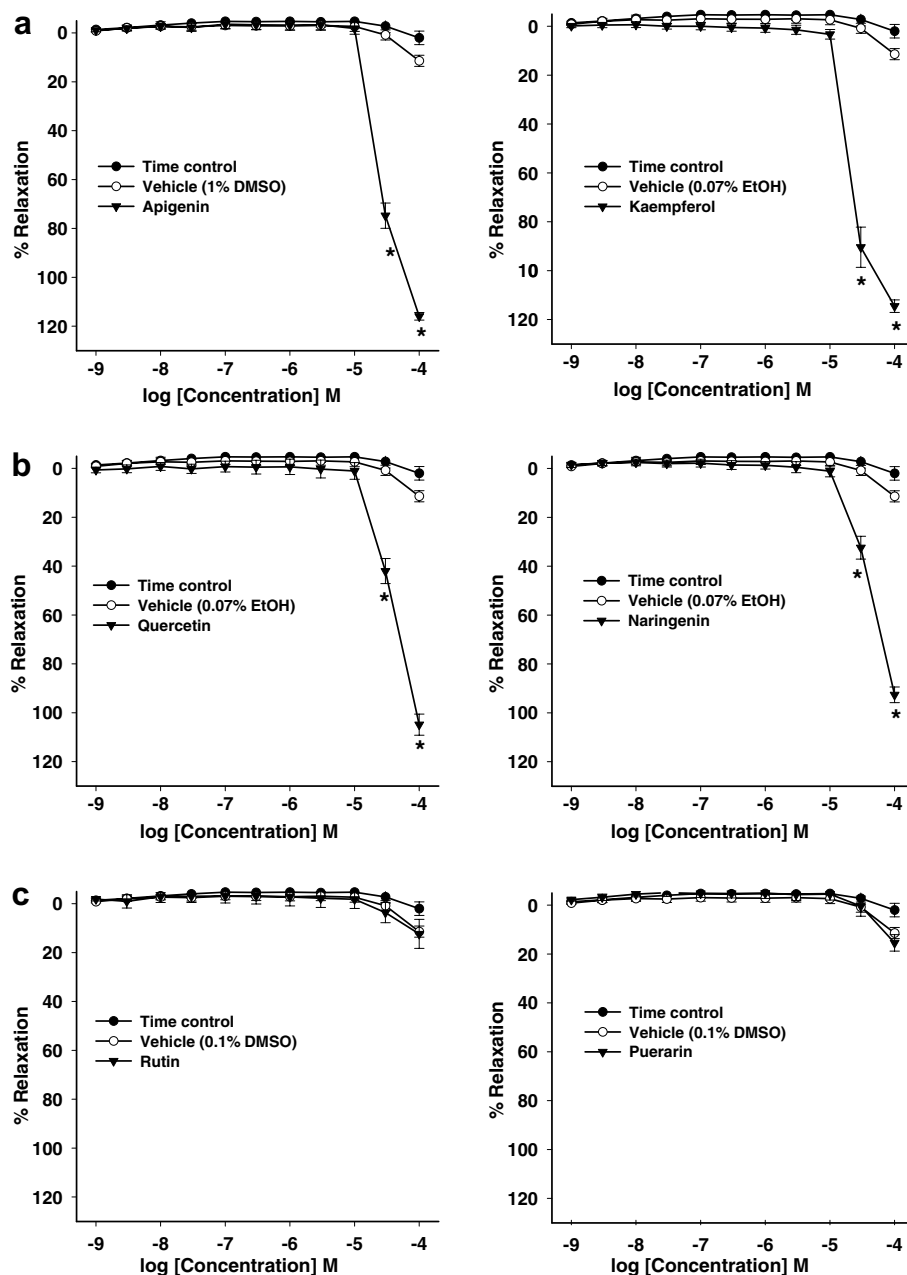 a
0
20
40
60
80
100
120
% Relaxation
Time control
Vehicle (1% DMSO)
Apigenin
*
*
-9 -8 -7 -6 -5 -4
log [Concentration] M
0
20
40
60
80
10
120
% Relaxation
Time control
Vehicle (0.07% EtOH)
Kaempferol
*
*
-9 -8 -7 -6 -5 -4
log [Concentration] M
b
0
20
40
60
80
100
120
% Relaxation
Time control
Vehicle (0.07% EtOH)
Quercetin
*
*
-9 -8 -7 -6 -5 -4
log [Concentration] M
0
20
40
60
80
100
120
% Relaxation
Time control
Vehicle (0.07% EtOH)
Naringenin
*
*
-9 -8 -7 -6 -5 -4
log [Concentration] M
c
0
20
40
60
80
100
120
% Relaxation
Time control
Vehicle (0.1% DMSO)
Rutin
-9 -8 -7 -6 -5 -4
log [Concentration] M
0
20
40
60
80
100
120
% Relaxation
Time control
Vehicle (0.1% DMSO)
Puerarin
-9 -8 -7 -6 -5 -4
log [Concentration] M